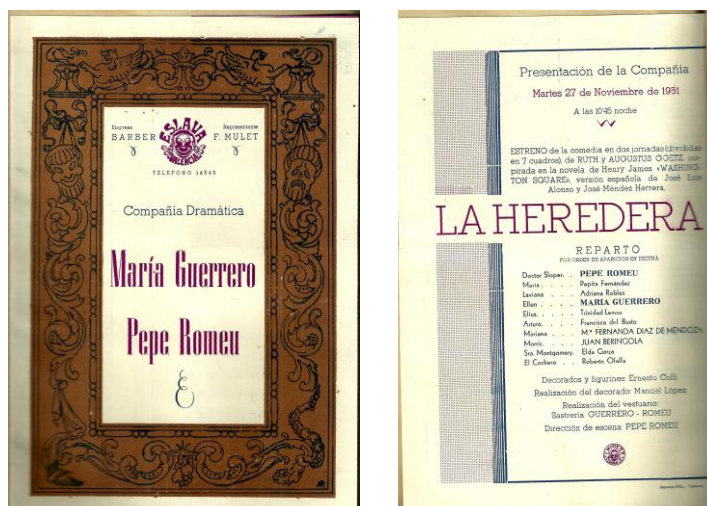 Empresa
BARBER
ESLAVA
VALENCIA
Representante
F. MULET
TELEFONO 14545
Compañía Dramática
María Guerrero
Pepe Romeu
E
Presentación de la Compañía
Martes 27 de Noviembre de 1951
A las 10'45 noche
ESTRENO de la comedia en dos jornadas (divididas
en 7 cuadros), de RUTH y AUGUSTUS GOETZ, ins-
pirada en la novela de Henry James «WASHING-
TON SQUARE», versión española de José Luis
Alonso y José Méndes Herrera.
LA HEREDERA
REPARTO
POR ORDEN DE APARICION EN ESCENA
Doctor Sloper. . PEPE ROMEU
María . . . . Pepita Fernández
Laviana . . . . Adriana Robles
Ellen . . . . MARIA GUERRERO
Elisa. . . . . Trinidad Lemos
Arturo. . . . . Francisco del Busto
Mariana . . . . M.ª FERNANDA DIAZ DE MENDOZA
Morris. . . . . JUAN BERINGOLA
Sra. Montgomery. Elda Garza
El Cochero . . . Roberto Olalla
Decorados y figurines: Ernesto Colli
Realización del decorado: Manuel López
Realización del vestuario:
Sastrería GUERRERO - ROMEU
Dirección de escena: PEPE ROMEU